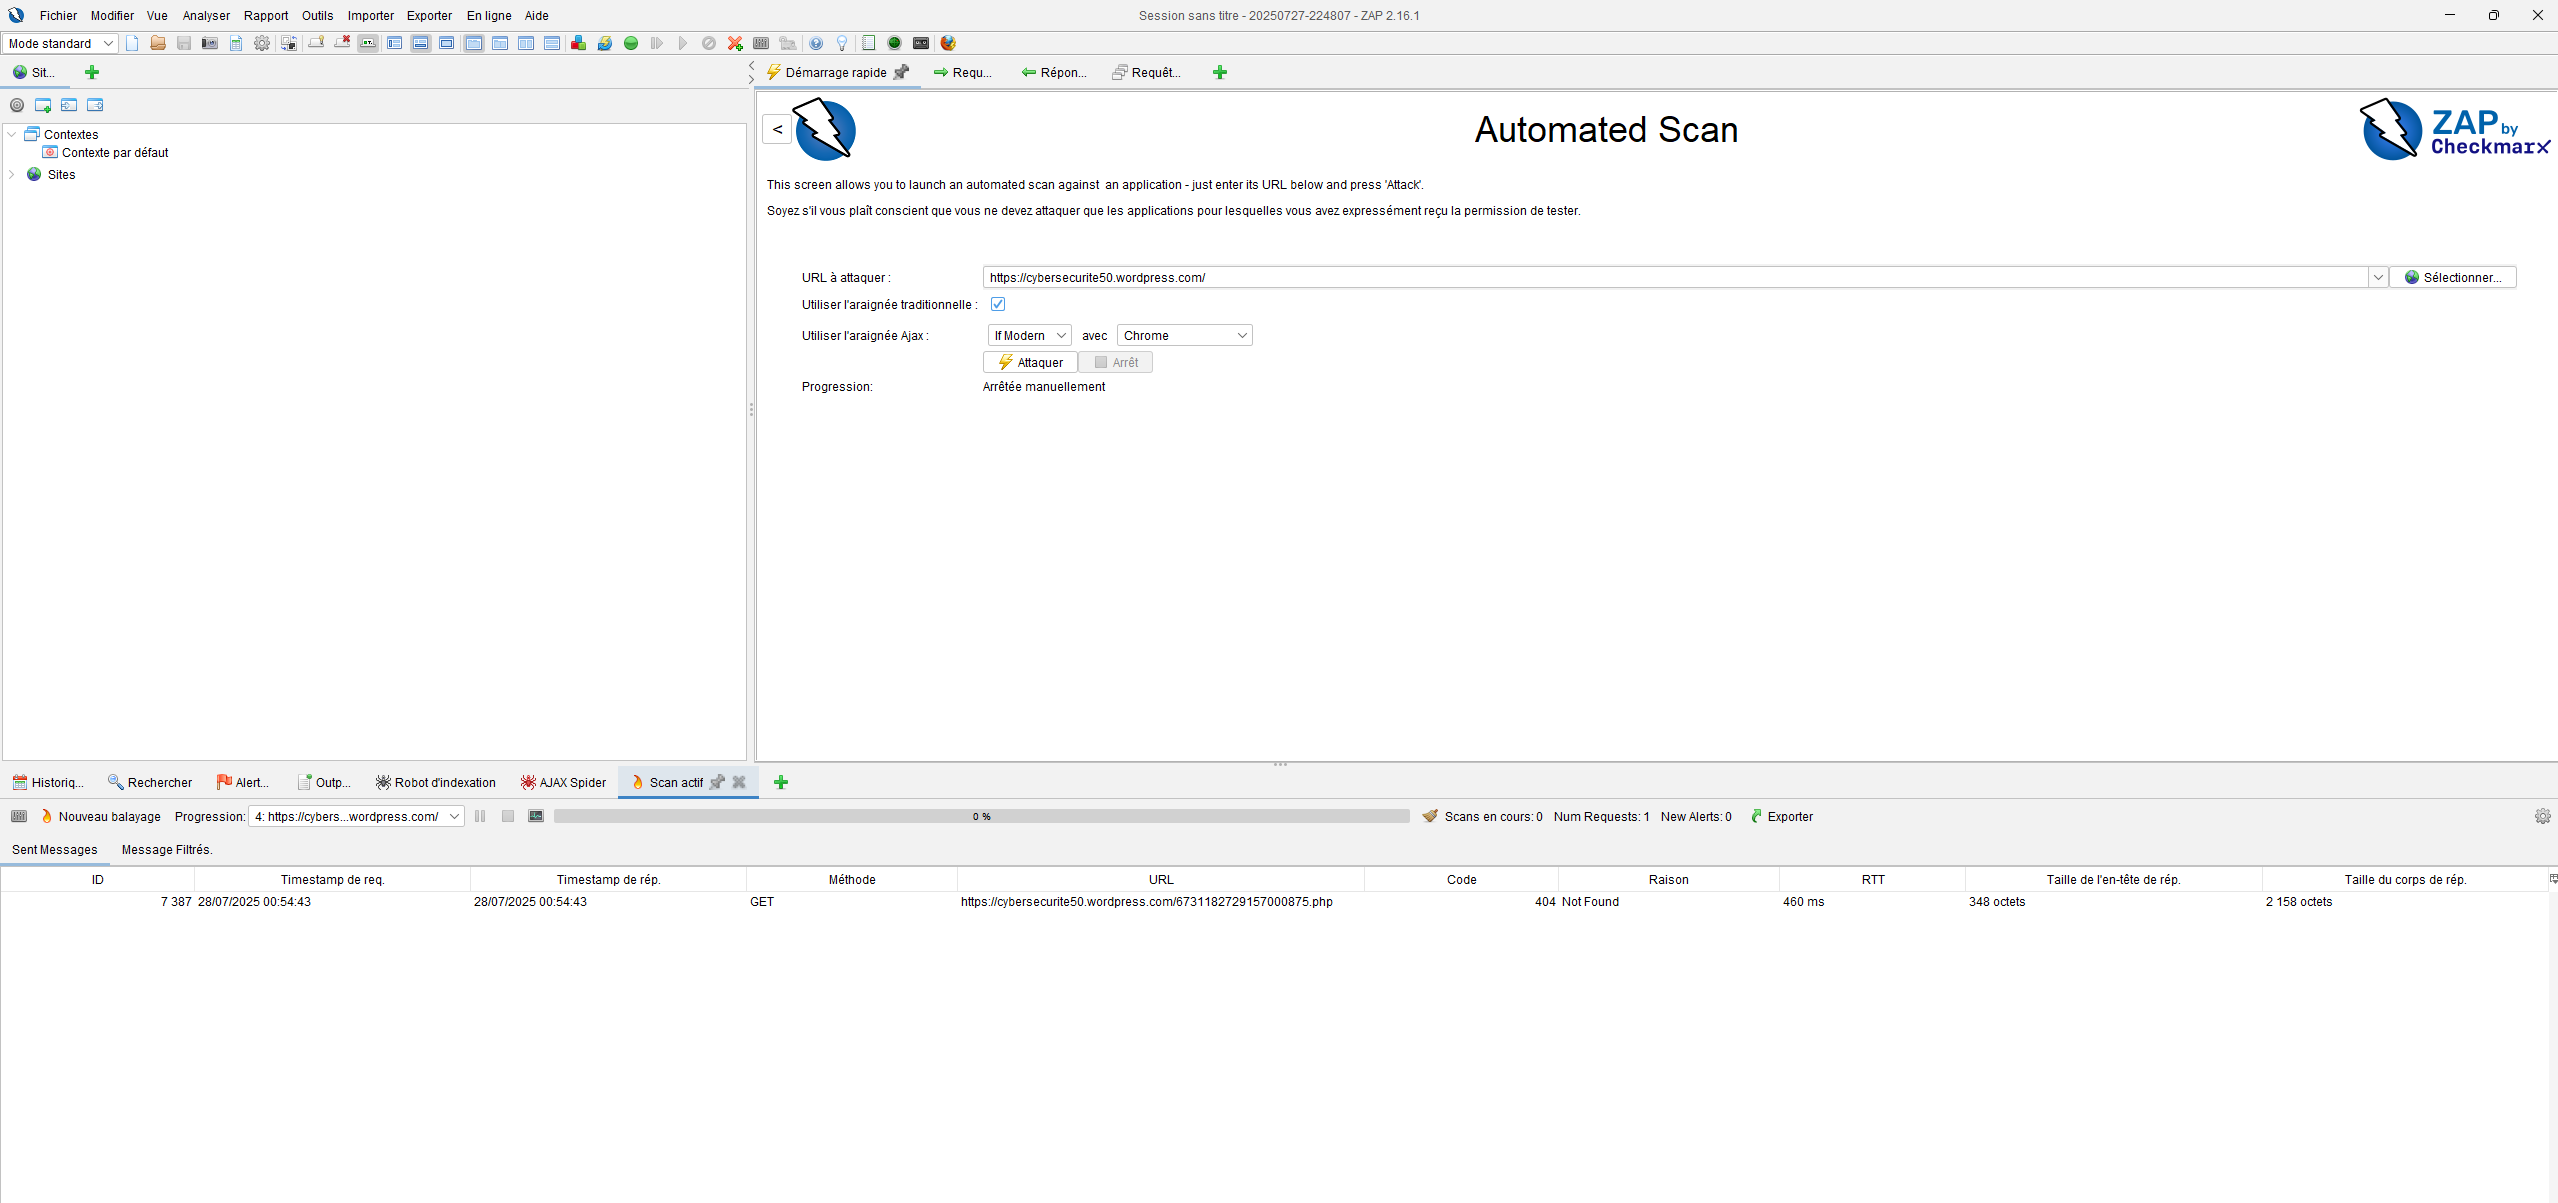 Session sans titre - 20250727-224807 - ZAP 2.16.1
Fichier Modifier Vue Analyser Rapport Outils Importer Exporter En ligne Aide
Mode standard
Sit...
Démarrage rapide Requ... Répon... Requêt...
Contextes
Contexte par défaut
Sites
<
Automated Scan
ZAP by
Checkmarx
This screen allows you to launch an automated scan against  an application - just enter its URL below and press 'Attack'.
Soyez s'il vous plaît conscient que vous ne devez attaquer que les applications pour lesquelles vous avez expressément reçu la permission de tester.
URL à attaquer : https://cybersecurite50.wordpress.com/ Sélectionner...
Utiliser l'araignée traditionnelle :
Utiliser l'araignée Ajax : If Modern avec Chrome
Attaquer Arrêt
Progression: Arrêtée manuellement
Historiq... Rechercher Alert... Outp... Robot d'indexation AJAX Spider Scan actif
Nouveau balayage Progression: 4: https://cybers...wordpress.com/ 0 % Scans en cours: 0 Num Requests: 1 New Alerts: 0 Exporter
Sent Messages Message Filtrés.
ID Timestamp de req. Timestamp de rép. Méthode URL Code Raison RTT Taille de l'en-tête de rép. Taille du corps de rép.
7 387 28/07/2025 00:54:43 28/07/2025 00:54:43 GET https://cybersecurite50.wordpress.com/6731182729157000875.php 404 Not Found 460 ms 348 octets 2 158 octets